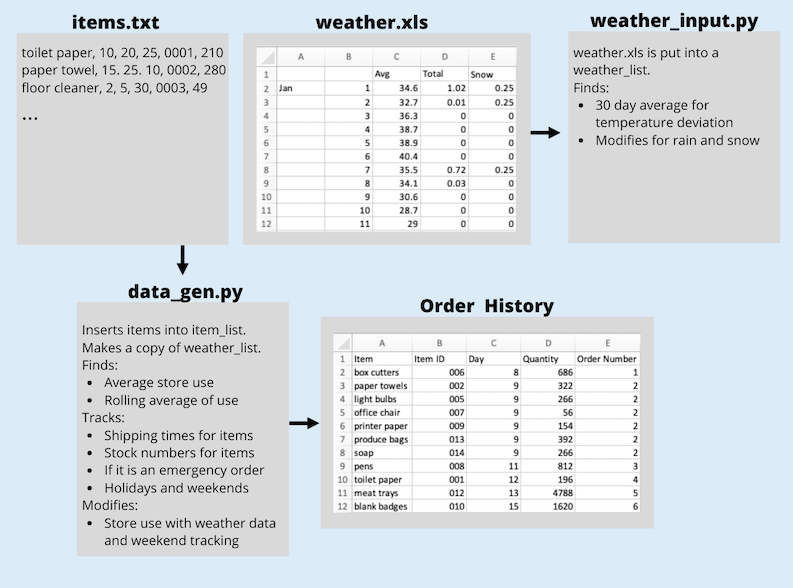 items.txt
toilet paper, 10, 20, 25, 0001, 210
paper towel, 15. 25. 10, 0002, 280
floor cleaner, 2, 5, 30, 0003, 49
...
weather.xls
A B C D E
1 Avg Total Snow
2 Jan 1 34.6 1.02 0.25
3 2 32.7 0.01 0.25
4 3 36.3 0 0
5 4 38.7 0 0
6 5 38.9 0 0
7 6 40.4 0 0
8 7 35.5 0.72 0.25
9 8 34.1 0.03 0
10 9 30.6 0 0
11 10 28.7 0 0
12 11 29 0 0
weather_input.py
weather.xls is put into a
weather_list.
Finds:
• 30 day average for
temperature deviation
• Modifies for rain and snow
data_gen.py
Inserts items into item_list.
Makes a copy of weather_list.
Finds:
• Average store use
• Rolling average of use
Tracks:
• Shipping times for items
• Stock numbers for items
• If it is an emergency order
• Holidays and weekends
Modifies:
• Store use with weather data
and weekend tracking
Order History
A B C D E
1 Item Item ID Day Quantity Order Number
2 box cutters 006 8 686 1
3 paper towels 002 9 322 2
4 light bulbs 005 9 266 2
5 office chair 007 9 56 2
6 printer paper 009 9 154 2
7 produce bags 013 9 392 2
8 soap 014 9 266 2
9 pens 008 11 812 3
10 toilet paper 001 12 196 4
11 meat trays 012 13 4788 5
12 blank badges 010 15 1620 6